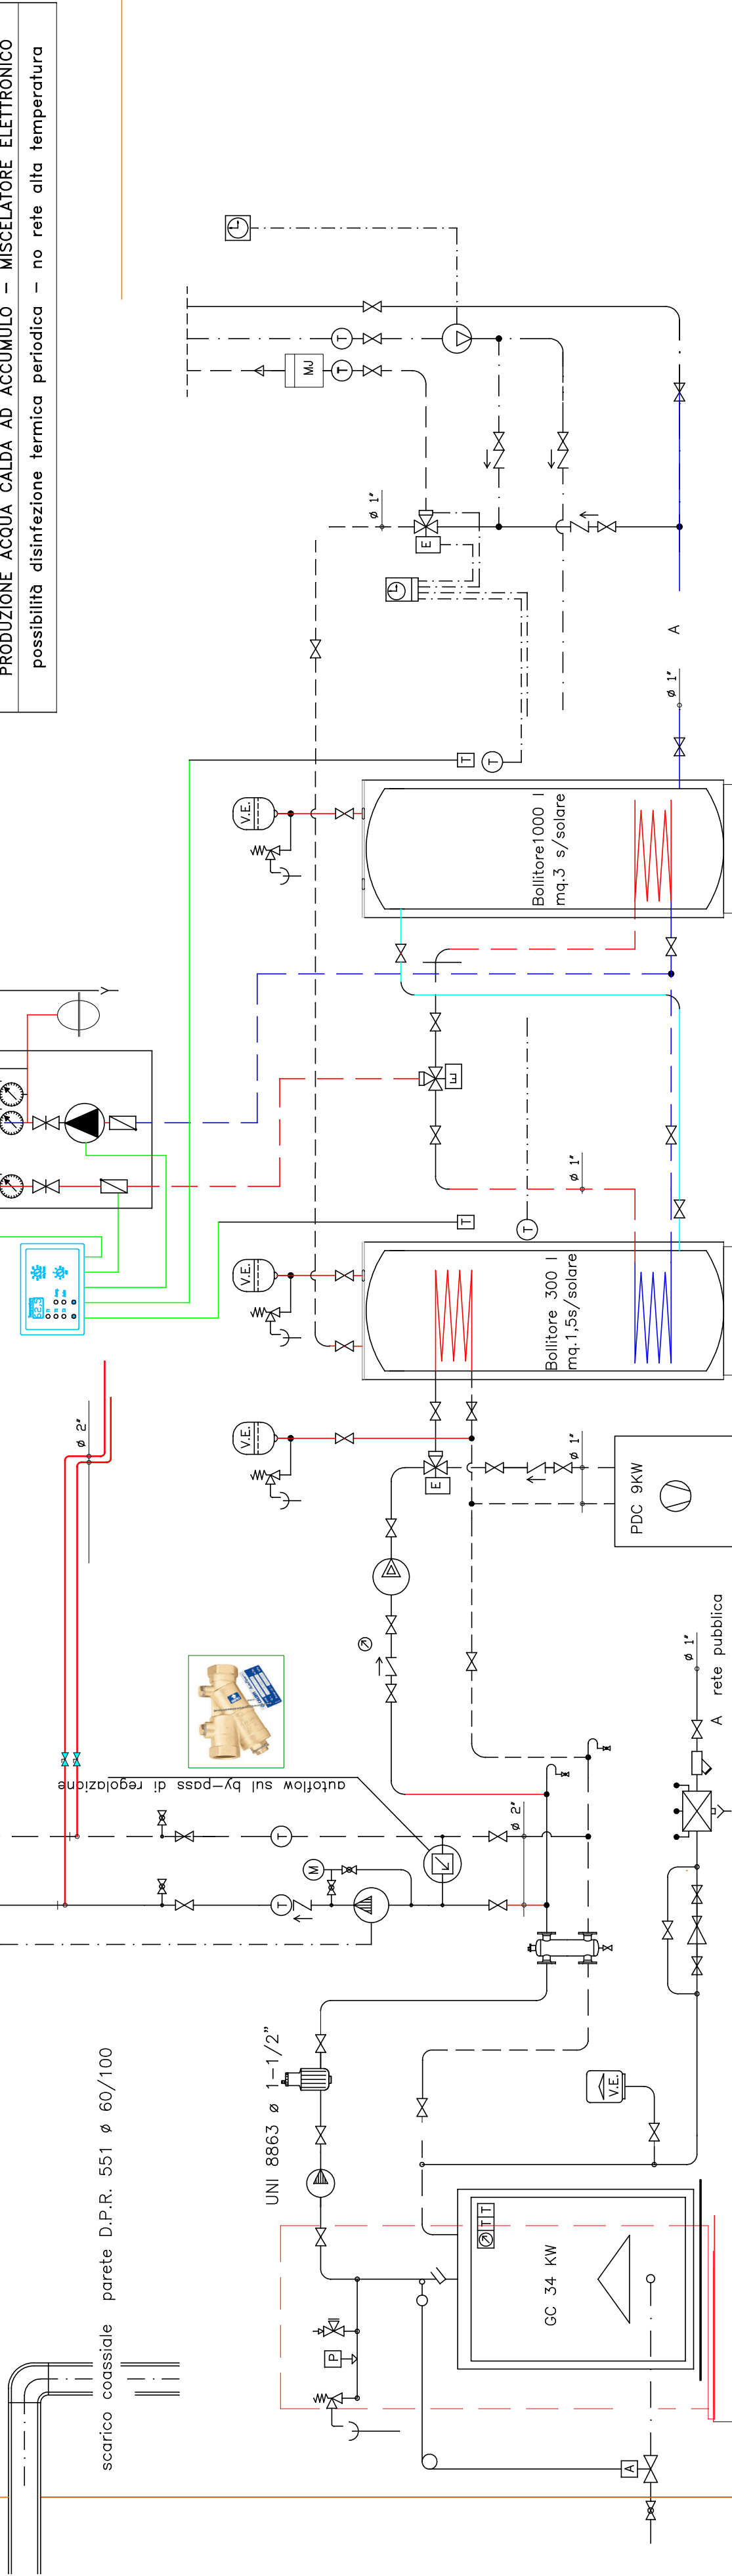 PRODUZIONE ACQUA CALDA AD ACCUMULO – MISCELATORE ELETTRONICO
possibilità disinfezione termica periodica – no rete alta temperatura
MJ
T
T
E
ø 1"
A
ø 1"
T
T
V.E.
Bollitore1000 l
mq.3 s/solare
Y
E
ø 1"
T
T
V.E.
Bollitore 300 l
mq.1,5s/solare
ø 2"
V.E.
E
ø 1"
PDC 9KW
A rete pubblica
ø 1"
autoflow sul by–pass di regolazione
T
M
T
ø 2"
UNI 8863 ø 1–1/2"
scarico coassiale parete D.P.R. 551 ø 60/100
V.E.
T T
GC 34 KW
P
A